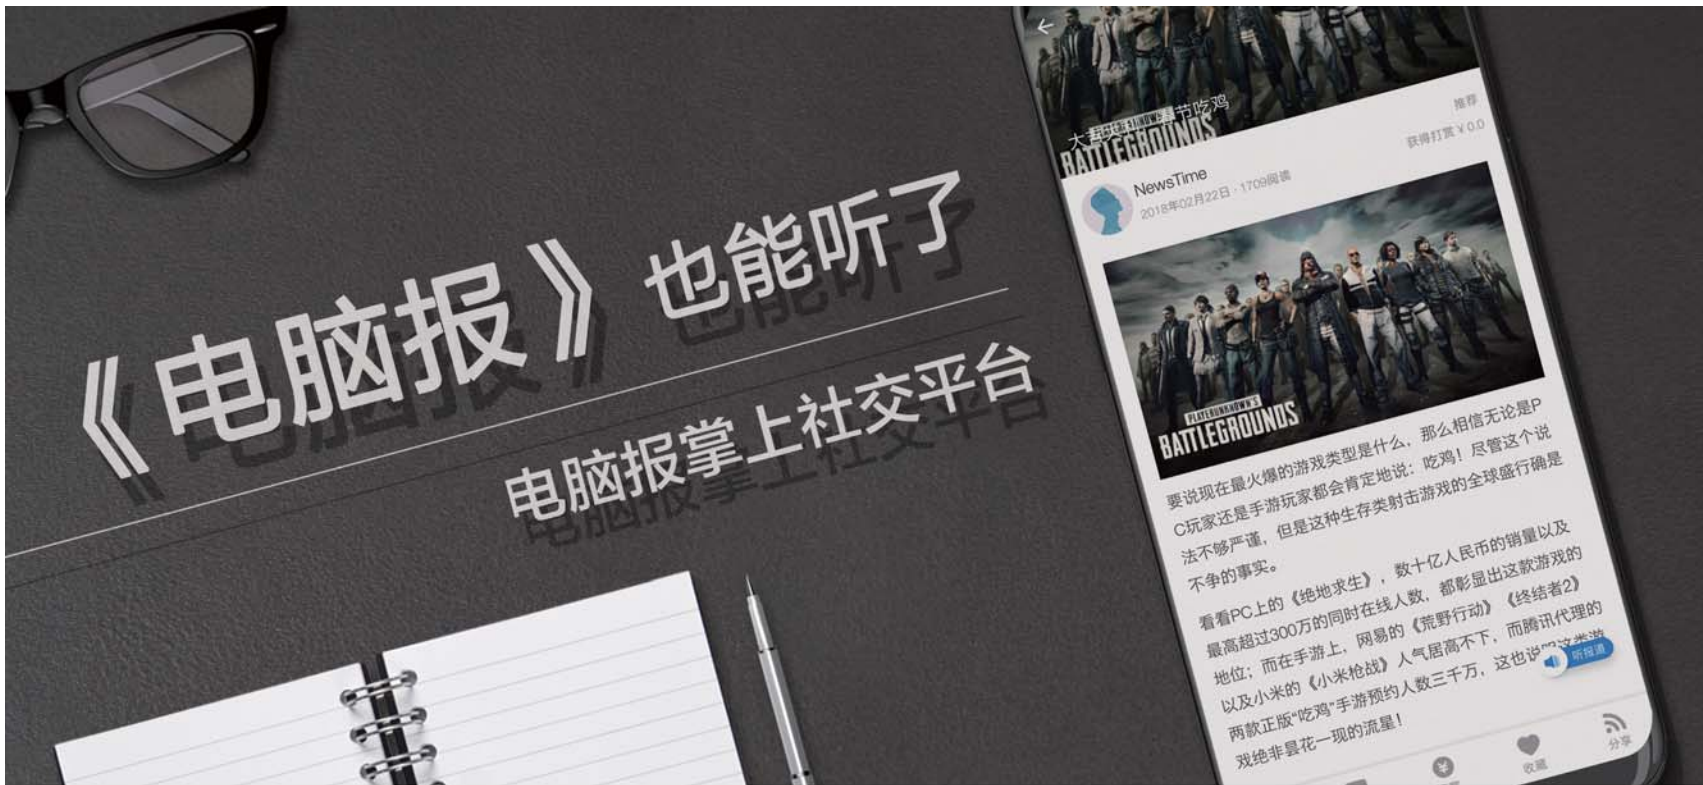 《电脑报》也能听了
电脑报掌上社交平台
节吃鸡
BATTLEGROUNDS
推荐
获得打赏 ¥ 0.0
NewsTime
2018年02月22日 · 1709阅读
PLAYERUNKNOWN'S
BATTLEGROUNDS
要说现在最火爆的游戏类型是什么，那么相信无论是P
C玩家还是手游玩家都会肯定地说：吃鸡！尽管这个说
法不够严谨，但是这种生存类射击游戏的全球盛行确是
不争的事实。
看看PC上的《绝地求生》，数十亿人民币的销量以及
最高超过300万的同时在线人数，都彰显出这款游戏的
地位；而在手游上，网易的《荒野行动》《终结者2》
以及小米的《小米枪战》人气居高不下，而腾讯代理的
两款正版“吃鸡”手游预约人数三千万，这也说明这类游
戏绝非昙花一现的流星！
听报道
收藏
分享